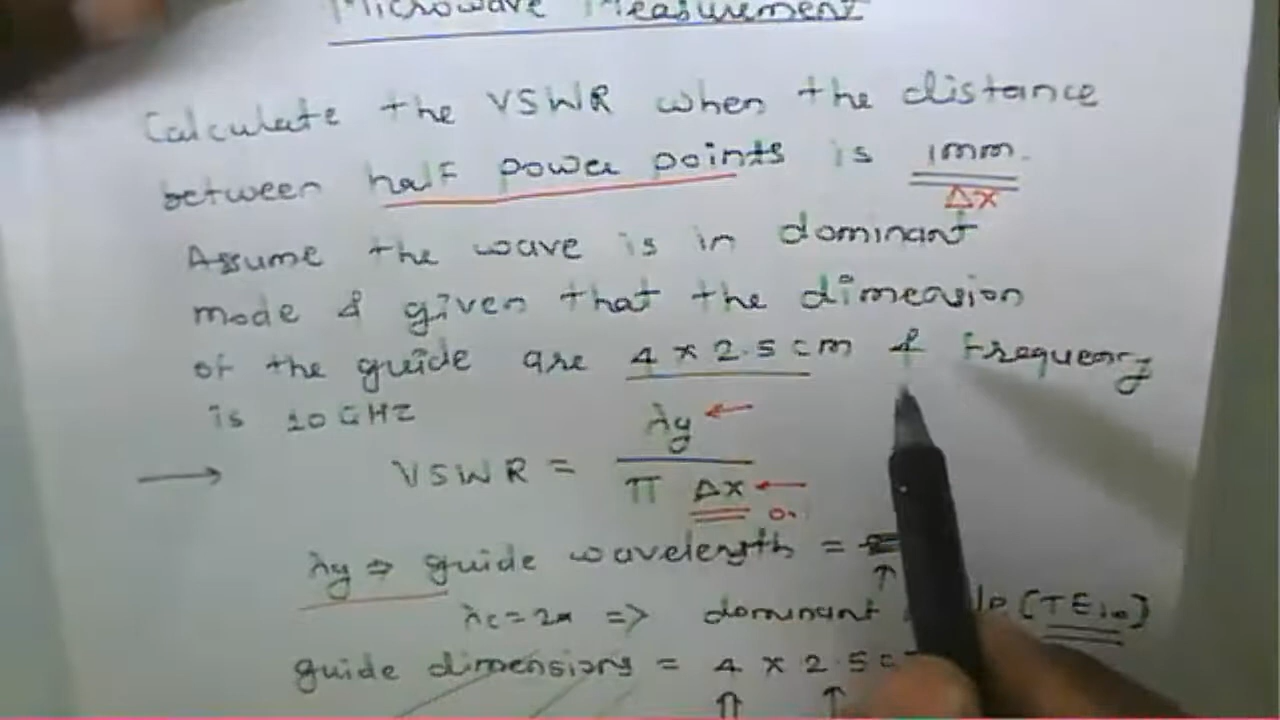 Microwave Measurement
Calculate the VSWR when the distance
between half power points is 1mm.
Δx
Assume the wave is in dominant
mode & given that the dimension
of the guide are 4 × 2.5 cm & Frequency
is 10 GHZ
→ VSWR = λg / π Δx
0.
λg ⇒ guide wavelength =
λc = 2a => dominant (TE10)
guide dimensions = 4 × 2.5 c